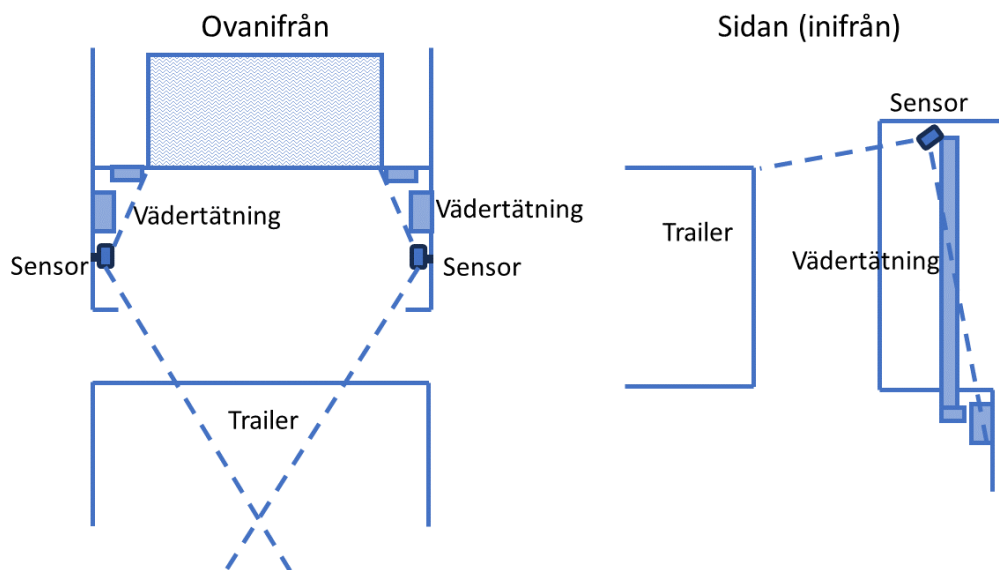 Ovanifrån
Sidan (inifrån)
Sensor
Vädertätning
Vädertätning
Trailer
Vädertätning
Sensor
Sensor
Trailer